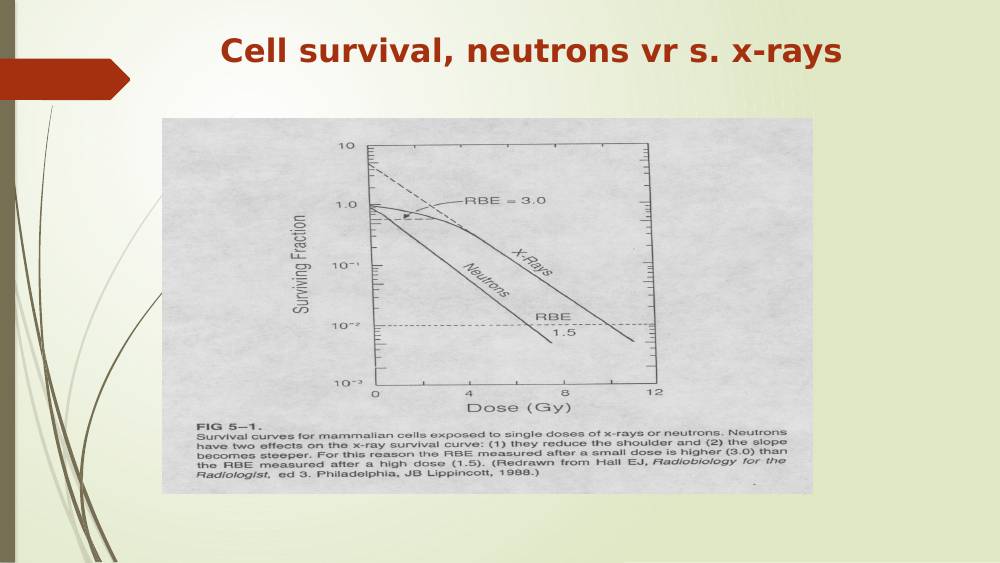 Cell survival, neutrons vr s. x-rays
10
1.0
10⁻¹
10⁻²
10⁻³
Surviving Fraction
RBE = 3.0
X-Rays
Neutrons
RBE
1.5
0 4 8 12
Dose (Gy)
FIG 5–1.
Survival curves for mammalian cells exposed to single doses of x-rays or neutrons. Neutrons
have two effects on the x-ray survival curve: (1) they reduce the shoulder and (2) the slope
becomes steeper. For this reason the RBE measured after a small dose is higher (3.0) than
the RBE measured after a high dose (1.5). (Redrawn from Hall EJ, Radiobiology for the
Radiologist, ed 3. Philadelphia, JB Lippincott, 1988.)